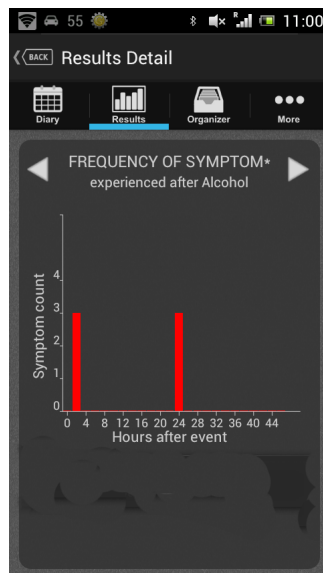 55
R
11:00
BACK Results Detail
Diary Results Organizer More
FREQUENCY OF SYMPTOM*
experienced after Alcohol
Symptom count
4
3
2
1
0
0 4 8 12 16 20 24 28 32 36 40 44
Hours after event